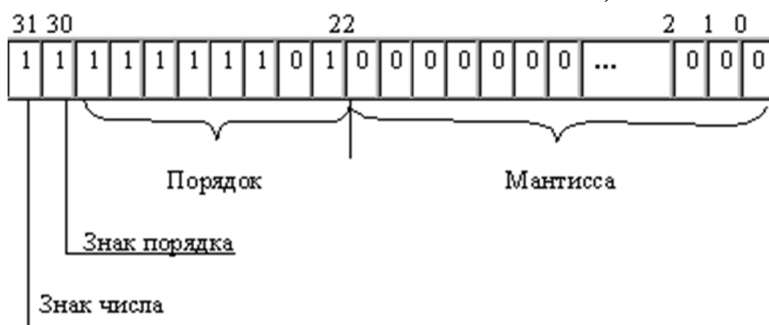 31 30 22 2 1 0
1 1 1 1 1 1 1 1 0 1 0 0 0 0 0 0 0 ... 0 0 0
Порядок Мантисса
Знак порядка
Знак числа